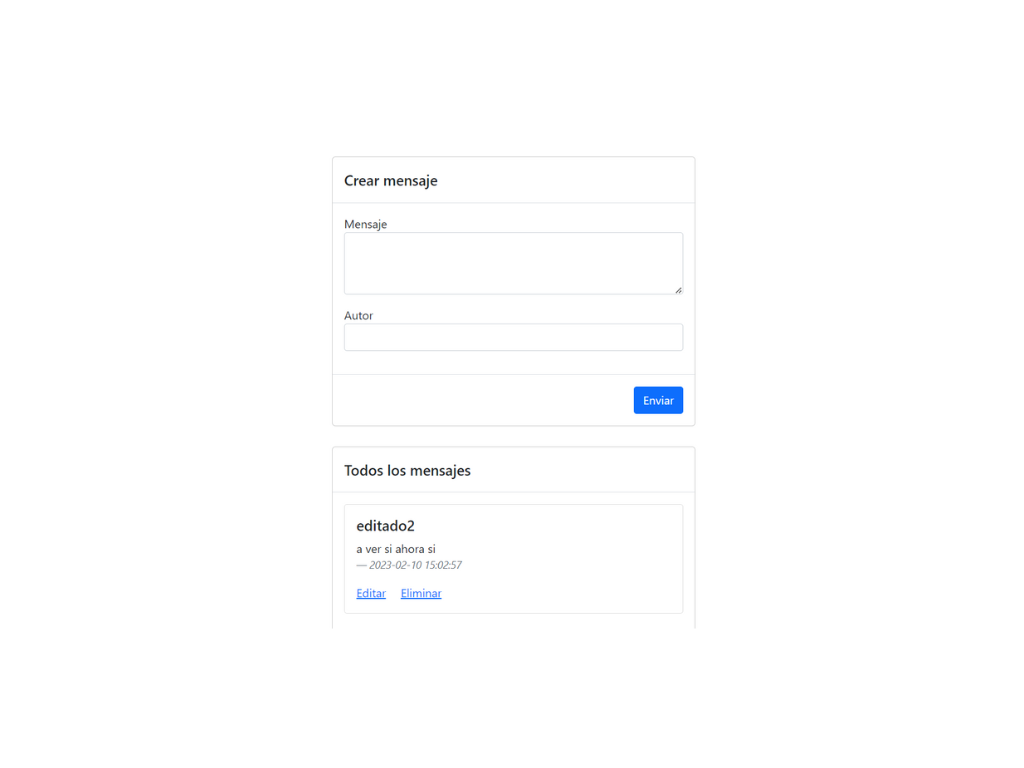 Crear mensaje
Mensaje
Autor
Enviar
Todos los mensajes
editado2
a ver si ahora si
— 2023-02-10 15:02:57
Editar Eliminar